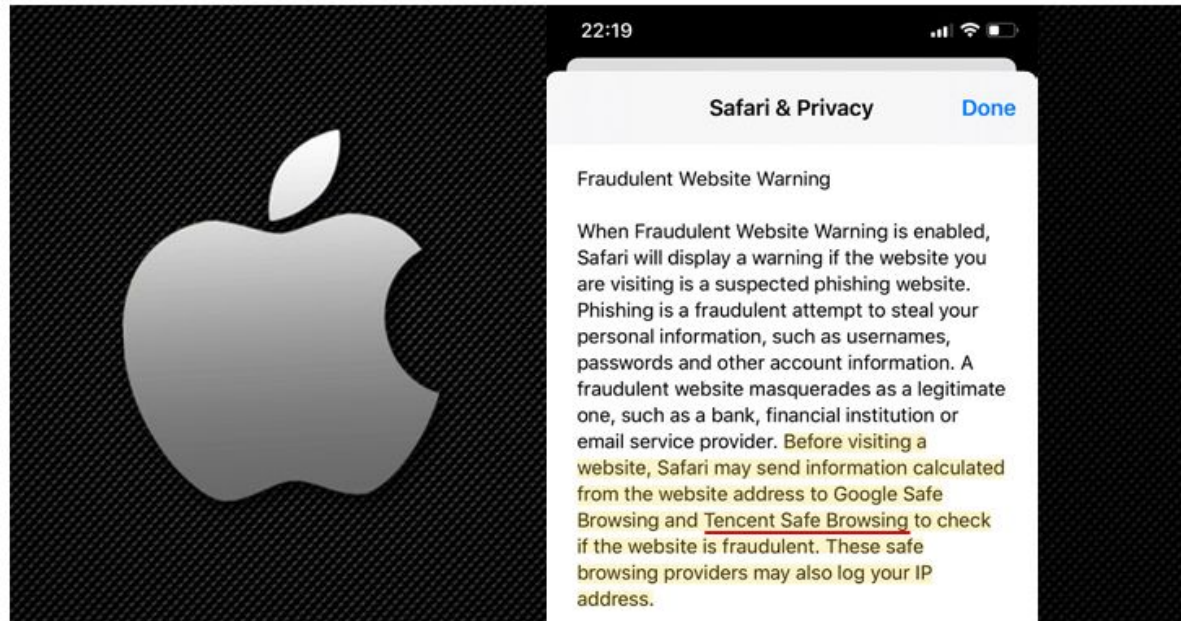 22:19
Safari & Privacy
Done
Fraudulent Website Warning
When Fraudulent Website Warning is enabled,
Safari will display a warning if the website you
are visiting is a suspected phishing website.
Phishing is a fraudulent attempt to steal your
personal information, such as usernames,
passwords and other account information. A
fraudulent website masquerades as a legitimate
one, such as a bank, financial institution or
email service provider. Before visiting a
website, Safari may send information calculated
from the website address to Google Safe
Browsing and Tencent Safe Browsing to check
if the website is fraudulent. These safe
browsing providers may also log your IP
address.